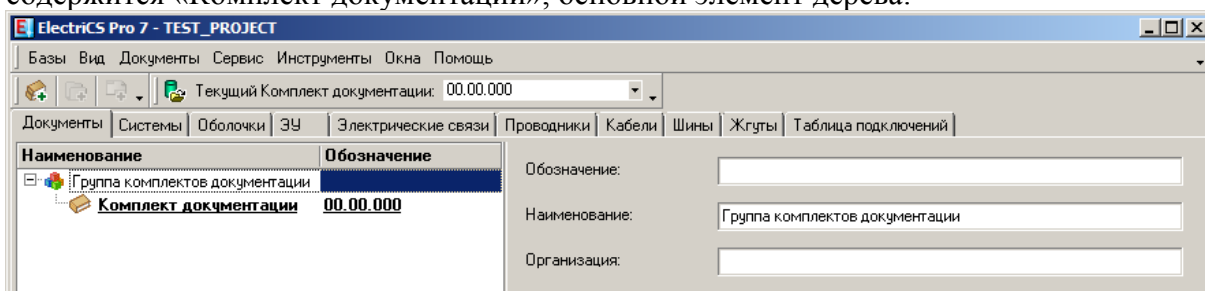 содержится «Комплект документации», основной элемент дерева.
ElectriCS Pro 7 - TEST_PROJECT
Базы Вид Документы Сервис Инструменты Окна Помощь
Текущий Комплект документации: 00.00.000
Документы Системы Оболочки ЭУ Электрические связи Проводники Кабели Шины Жгуты Таблица подключений
Наименование Обозначение
Группа комплектов документации
Комплект документации 00.00.000
Обозначение:
Наименование: Группа комплектов документации
Организация: